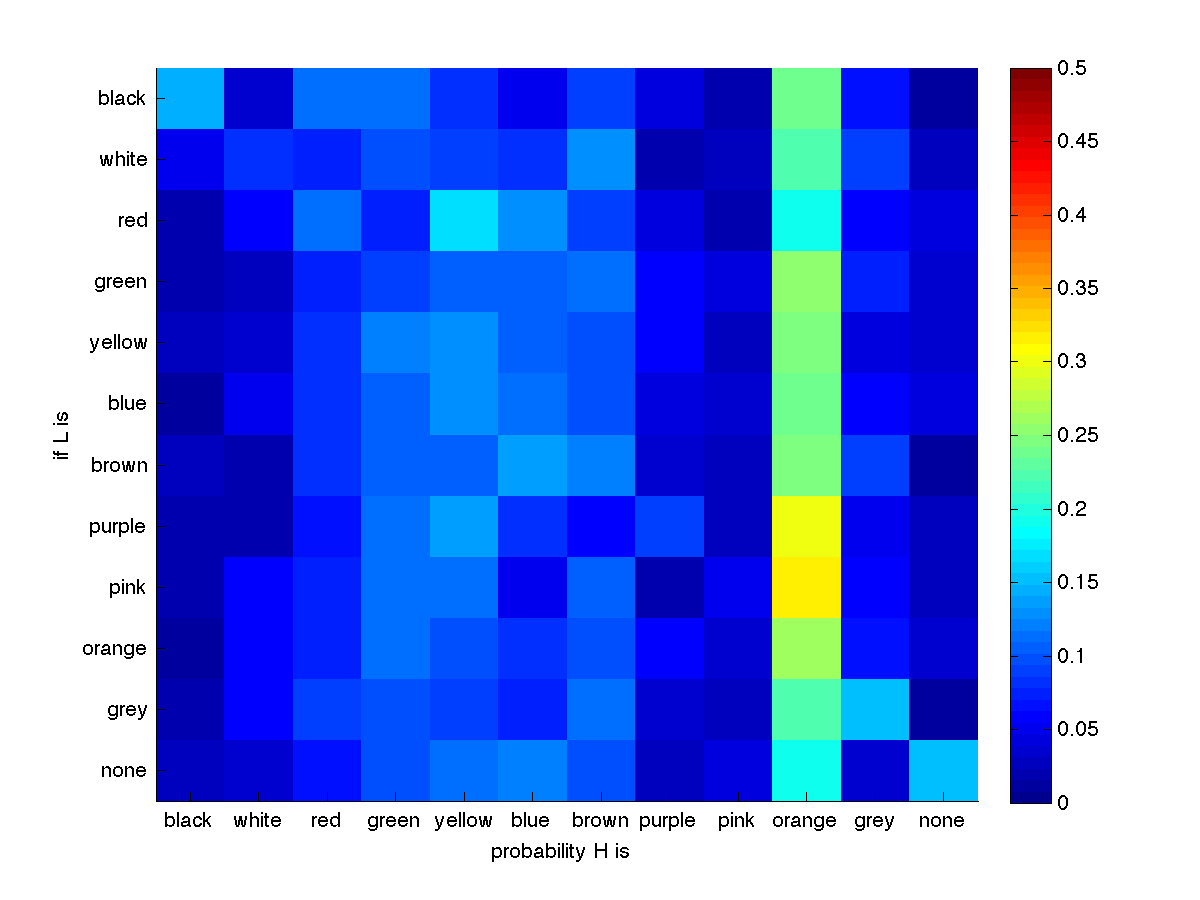 black
white
red
green
yellow
blue
brown
purple
pink
orange
grey
none
if L is
black white red green yellow blue brown purple pink orange grey none
probability H is
0.5
0.45
0.4
0.35
0.3
0.25
0.2
0.15
0.1
0.05
0